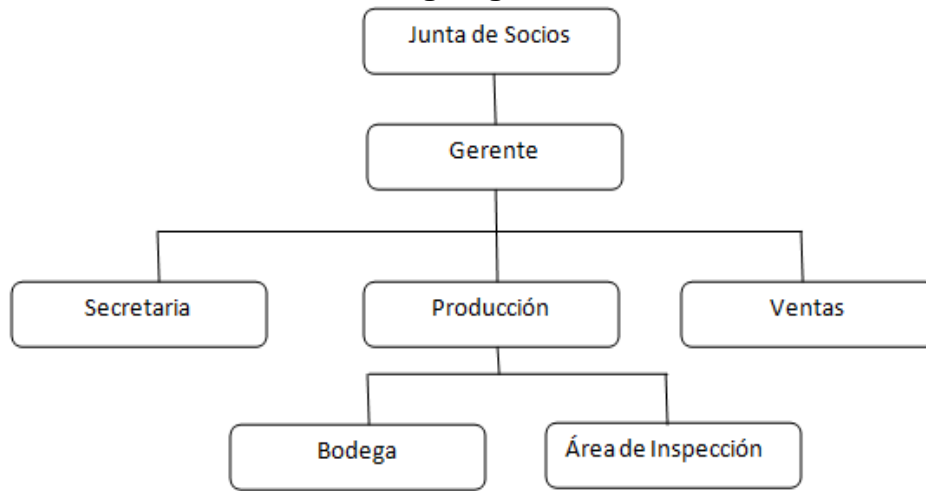 Junta de Socios
Gerente
Secretaria
Producción
Ventas
Bodega
Área de Inspección